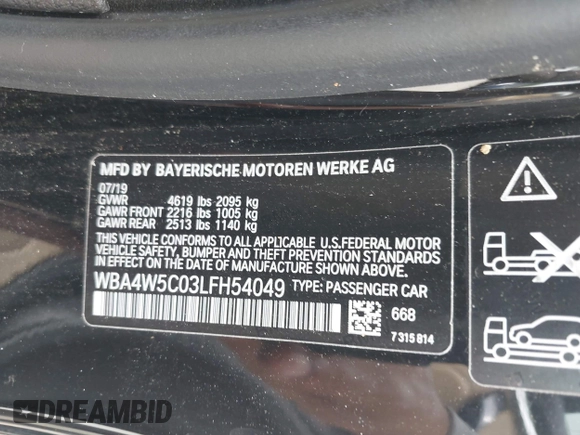 MFD BY BAYERISCHE MOTOREN WERKE AG
07/19
GVWR 4619 lbs 2095 kg
GAWR FRONT 2216 lbs 1005 kg
GAWR REAR 2513 lbs 1140 kg
THIS VEHICLE CONFORMS TO ALL APPLICABLE U.S.FEDERAL MOTOR
VEHICLE SAFETY, BUMPER AND THEFT PREVENTION STANDARDS
IN EFFECT ON THE DATE OF MANUFACTURE SHOWN ABOVE.
WBA4W5C03LFH54049 TYPE: PASSENGER CAR
668
7 315 814
DREAMBID